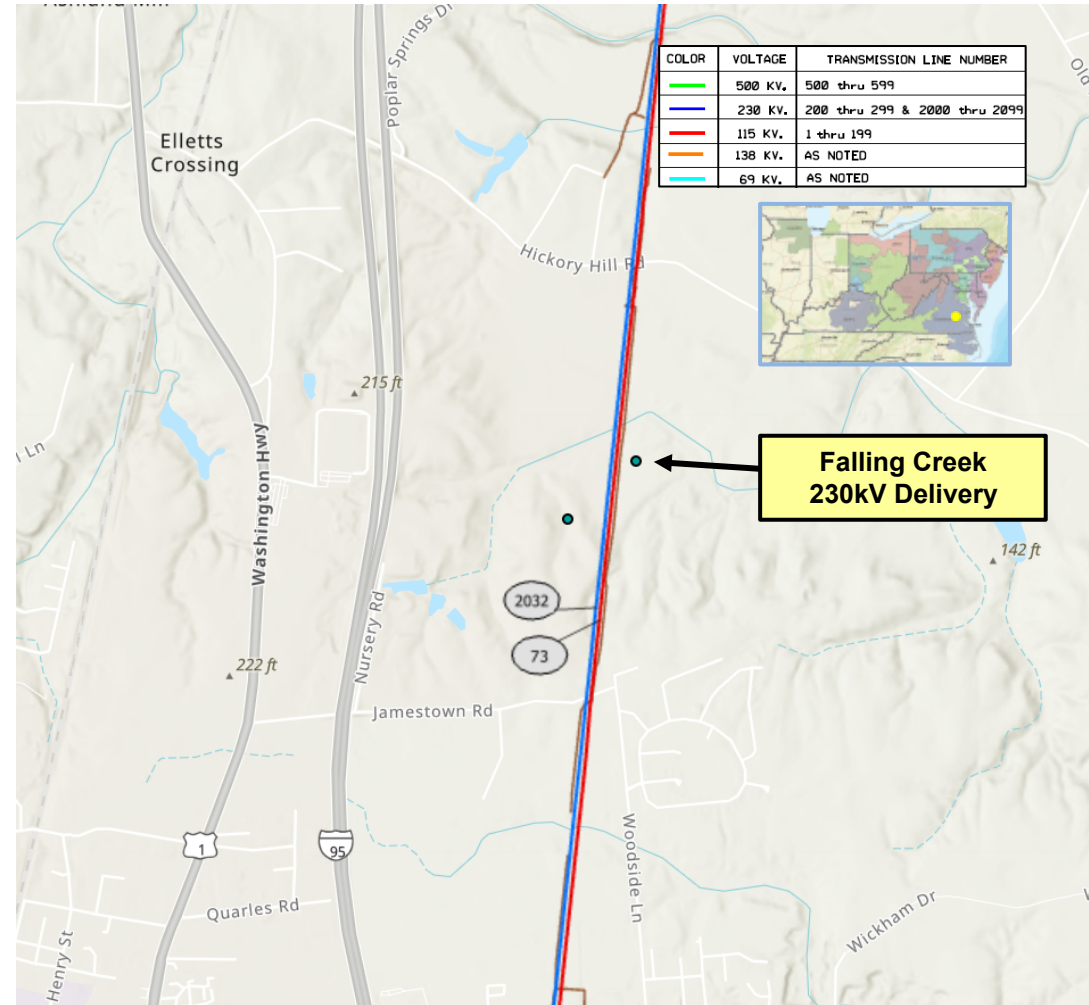 Poplar Springs Dr
COLOR VOLTAGE TRANSMISSION LINE NUMBER
500 KV. 500 thru 599
230 KV. 200 thru 299 & 2000 thru 2099
115 KV. 1 thru 199
138 KV. AS NOTED
69 KV. AS NOTED
Old
Elletts
Crossing
Hickory Hill Rd
215 ft
Ln
Washington Hwy
Falling Creek
230kV Delivery
142 ft
2032
73
Nursery Rd
222 ft
Jamestown Rd
Woodside Ln
1
95
Quarles Rd
Henry St
Wickham Dr